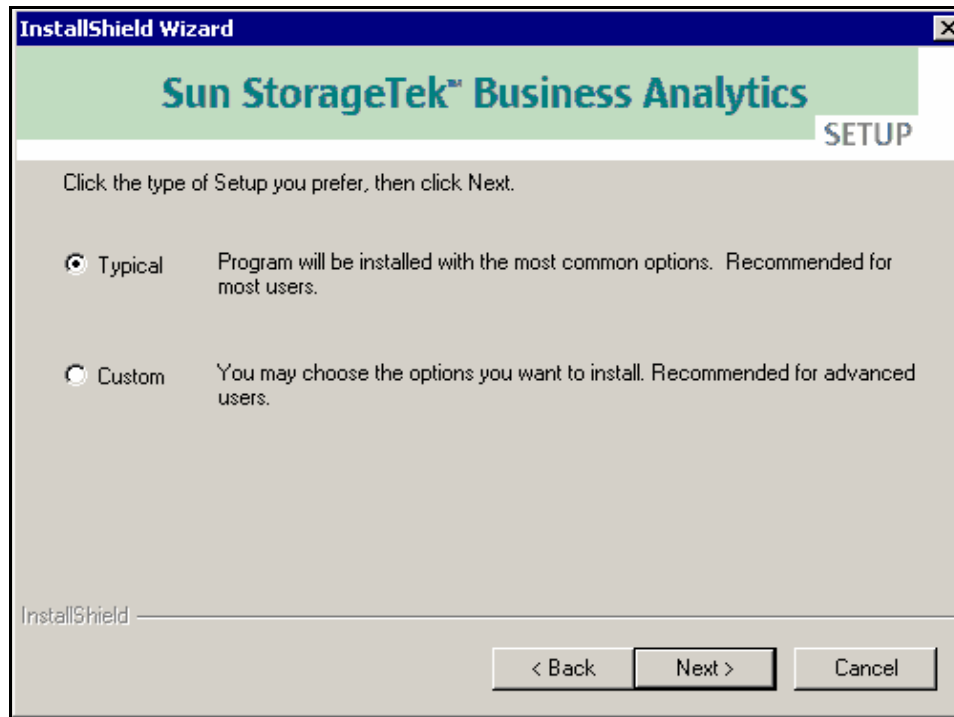 InstallShield Wizard
Sun StorageTek™ Business Analytics
SETUP
Click the type of Setup you prefer, then click Next.
Typical
Program will be installed with the most common options. Recommended for
most users.
Custom
You may choose the options you want to install. Recommended for advanced
users.
InstallShield
< Back
Next >
Cancel